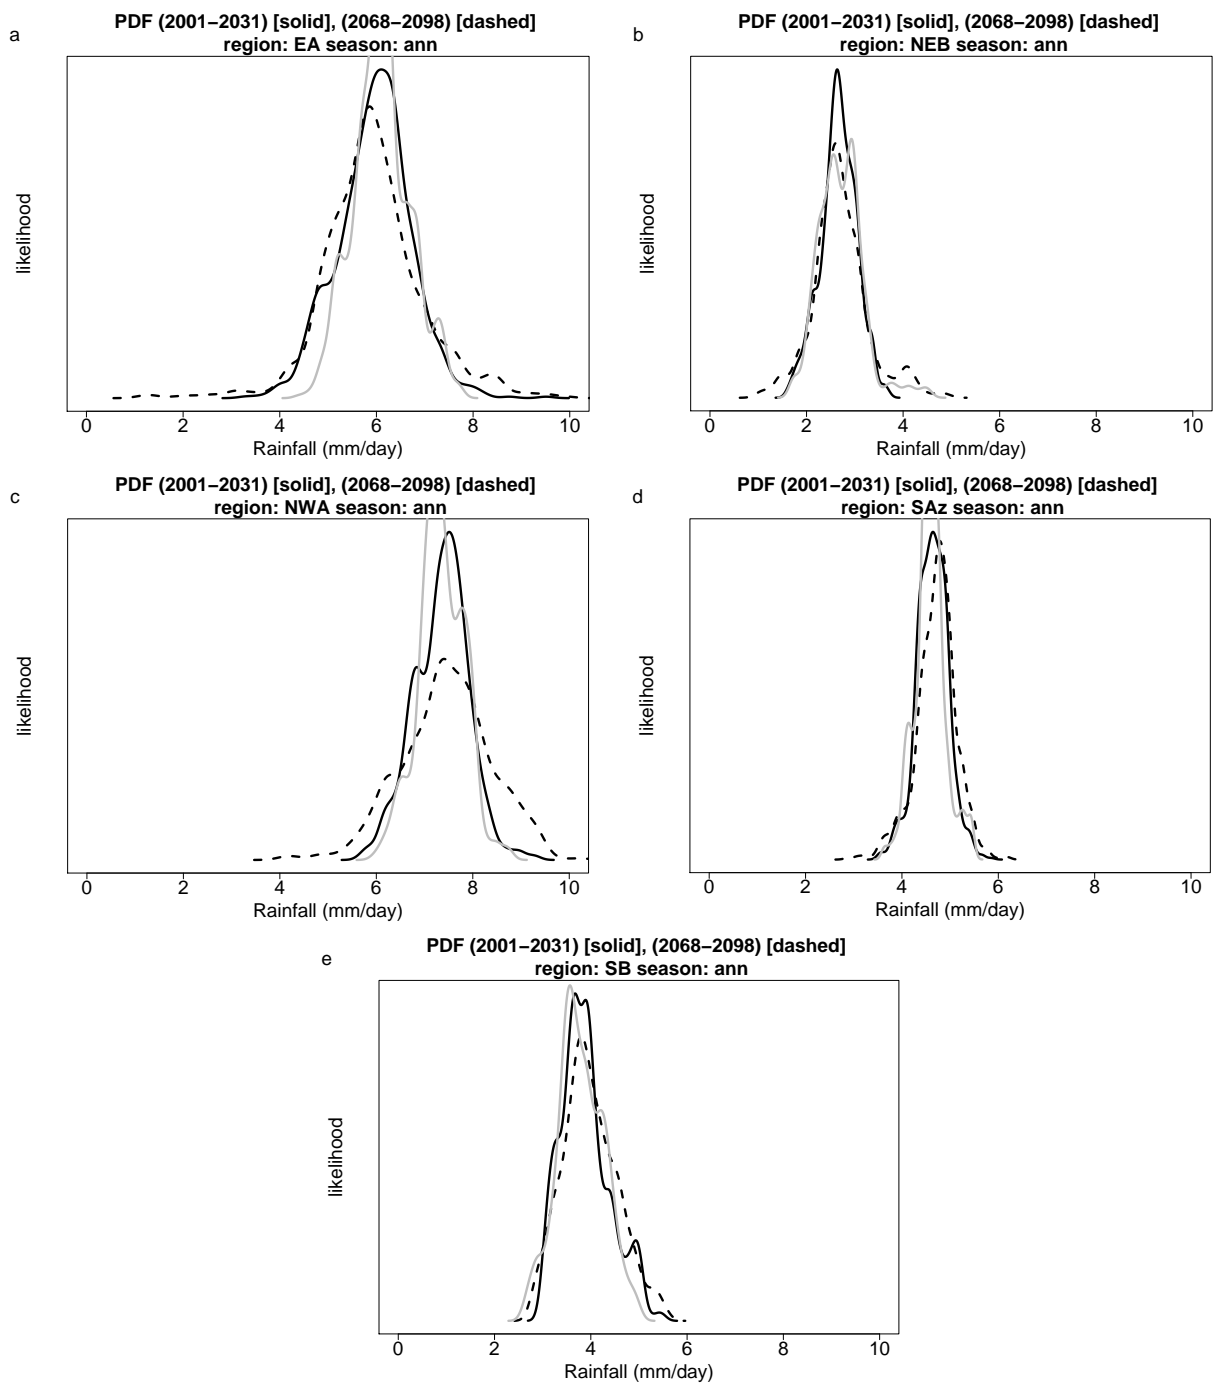 a
PDF (2001−2031) [solid], (2068−2098) [dashed]
region: EA season: ann
likelihood
0 2 4 6 8 10
Rainfall (mm/day)
b
PDF (2001−2031) [solid], (2068−2098) [dashed]
region: NEB season: ann
likelihood
0 2 4 6 8 10
Rainfall (mm/day)
c
PDF (2001−2031) [solid], (2068−2098) [dashed]
region: NWA season: ann
likelihood
0 2 4 6 8 10
Rainfall (mm/day)
d
PDF (2001−2031) [solid], (2068−2098) [dashed]
region: SAz season: ann
likelihood
0 2 4 6 8 10
Rainfall (mm/day)
e
PDF (2001−2031) [solid], (2068−2098) [dashed]
region: SB season: ann
likelihood
0 2 4 6 8 10
Rainfall (mm/day)